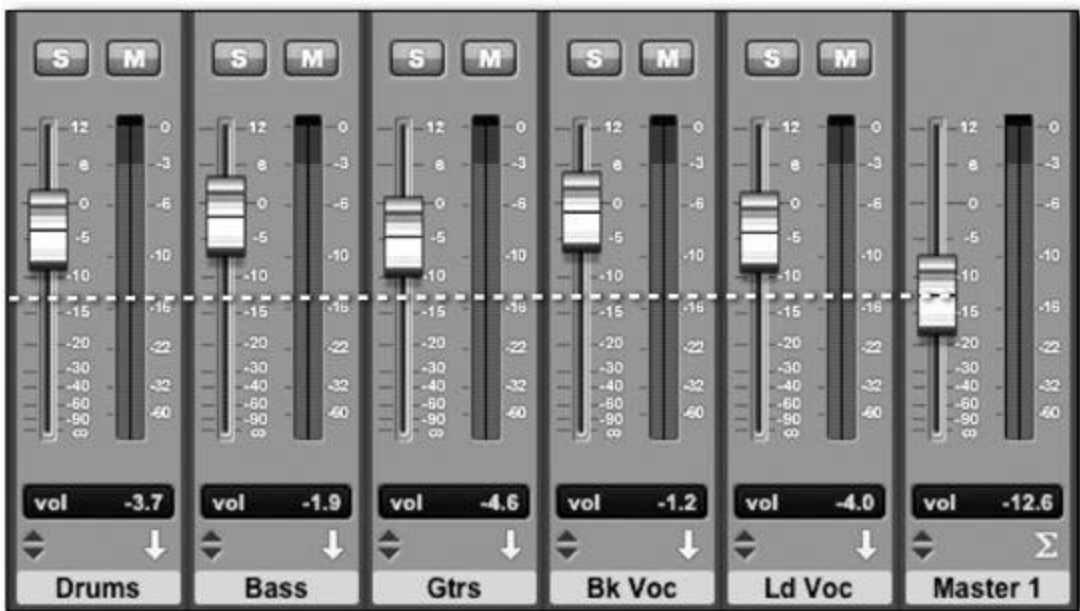 S M S M S M S M S M
12 0 12 0 12 0 12 0 12 0 12 0
6 -3 6 -3 6 -3 6 -3 6 -3 6 -3
0 -6 0 -6 0 -6 0 -6 0 -6 0 -6
-5 -5 -5 -5 -5 -5
-10 -10 -10 -10 -10 -10
-10 -10 -10 -10 -10 -10
-15 -16 -15 -16 -15 -16 -15 -16 -15 -16 -15 -16
-20 -22 -20 -22 -20 -22 -20 -22 -20 -22 -20 -22
-30 -30 -30 -30 -30 -30
-40 -32 -40 -32 -40 -32 -40 -32 -40 -32 -40 -32
-60 -60 -60 -60 -60 -60 -60 -60 -60 -60 -60 -60
-90 -90 -90 -90 -90 -90
∞ ∞ ∞ ∞ ∞ ∞
vol -3.7 vol -1.9 vol -4.6 vol -1.2 vol -4.0 vol -12.6
Σ
Drums Bass Gtrs Bk Voc Ld Voc Master 1